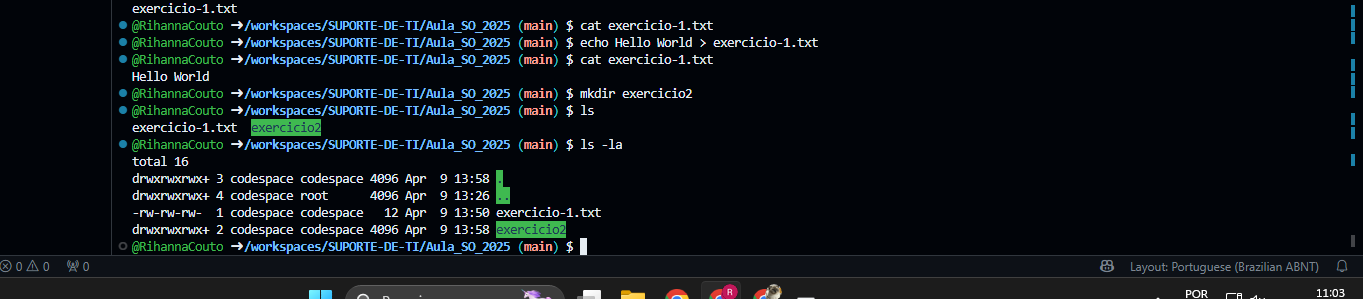 exercicio-1.txt
@RihannaCouto ➜/workspaces/SUPORTE-DE-TI/Aula_SO_2025 (main) $ cat exercicio-1.txt
@RihannaCouto ➜/workspaces/SUPORTE-DE-TI/Aula_SO_2025 (main) $ echo Hello World > exercicio-1.txt
@RihannaCouto ➜/workspaces/SUPORTE-DE-TI/Aula_SO_2025 (main) $ cat exercicio-1.txt
Hello World
@RihannaCouto ➜/workspaces/SUPORTE-DE-TI/Aula_SO_2025 (main) $ mkdir exercicio2
@RihannaCouto ➜/workspaces/SUPORTE-DE-TI/Aula_SO_2025 (main) $ ls
exercicio-1.txt  exercicio2
@RihannaCouto ➜/workspaces/SUPORTE-DE-TI/Aula_SO_2025 (main) $ ls -la
total 16
drwxrwxrwx+ 3 codespace codespace 4096 Apr  9 13:58 .
drwxrwxrwx+ 4 codespace root      4096 Apr  9 13:26 ..
-rw-rw-rw-  1 codespace codespace   12 Apr  9 13:50 exercicio-1.txt
drwxrwxrwx+ 2 codespace codespace 4096 Apr  9 13:58 exercicio2
@RihannaCouto ➜/workspaces/SUPORTE-DE-TI/Aula_SO_2025 (main) $
0 0 0 Layout: Portuguese (Brazilian ABNT)
R POR 11:03